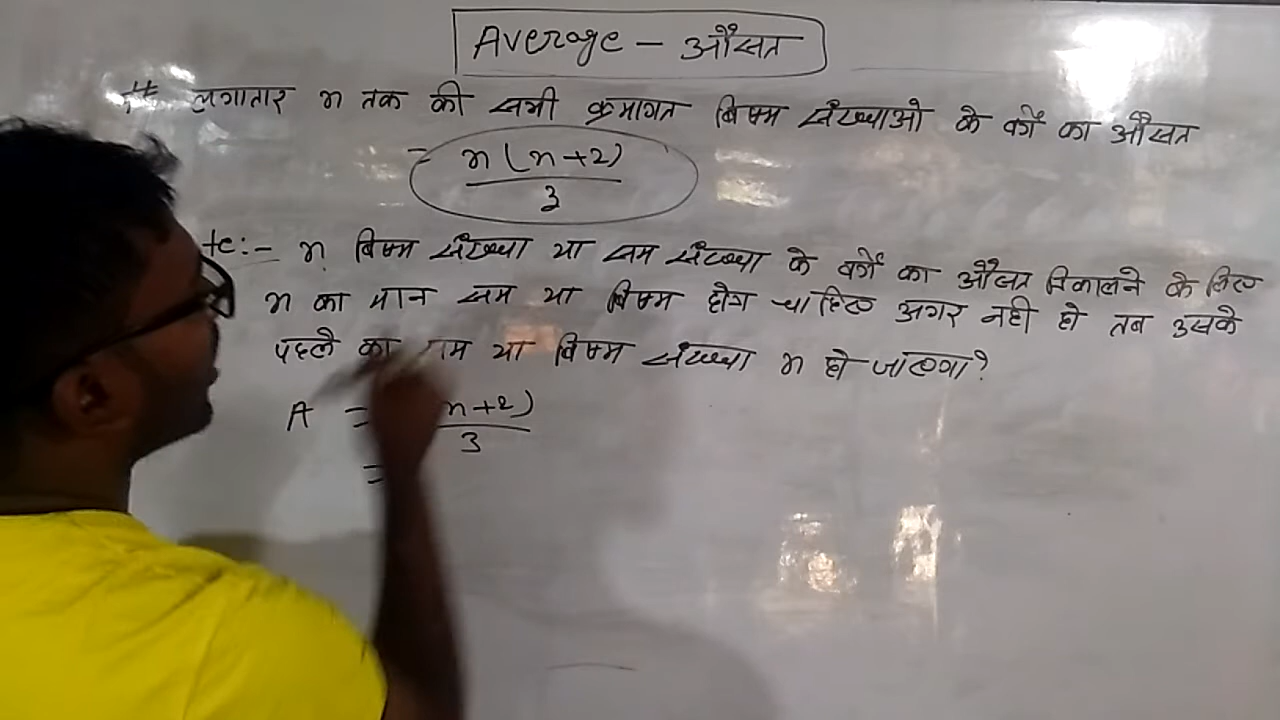 Average - औसत
# लगातार n तक की सभी क्रमागत विषम संख्याओ के वर्गो का औसत
= n(n+2)/3
te:- n विषम संख्या या सम संख्या के वर्गो का औसत निकालने के लिए
n का मान सम या विषम होना चाहिए अगर नही हो तब उसके
पहले का सम या विषम संख्या n हो जाएगा?
A = n+2)/3
=